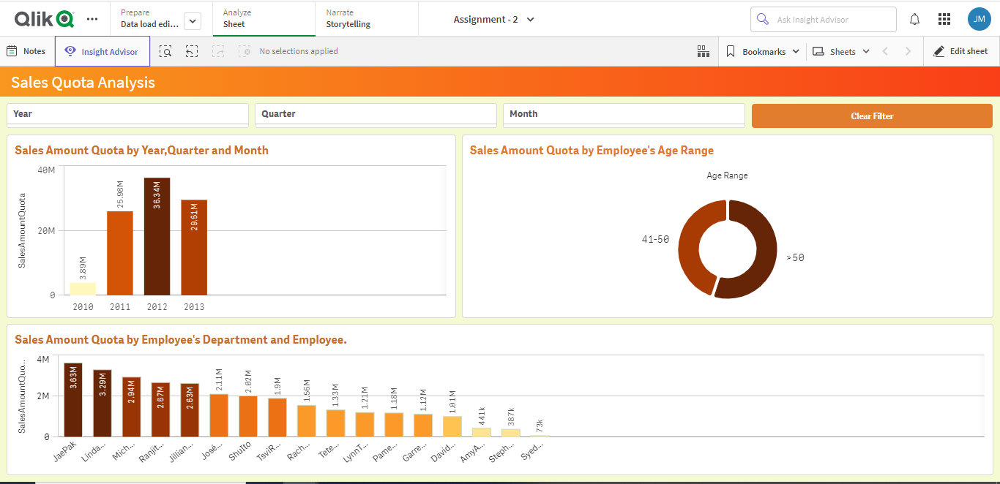 Qlik
Prepare
Data load edi...
Analyze
Sheet
Narrate
Storytelling
Assignment - 2
Ask Insight Advisor
JM
Notes
Insight Advisor
No selections applied
Bookmarks
Sheets
Edit sheet
Sales Quota Analysis
Year
Quarter
Month
Clear Filter
Sales Amount Quota by Year,Quarter and Month
SalesAmountQuota
40M
20M
0
3.89M
25.98M
36.34M
29.51M
2010
2011
2012
2013
Sales Amount Quota by Employee's Age Range
Age Range
41-50
>50
Sales Amount Quota by Employee's Department and Employee.
SalesAmountQuo...
4M
2M
0
3.63M
3.29M
2.94M
2.67M
2.63M
2.11M
2.02M
1.9M
1.56M
1.33M
1.21M
1.18M
1.12M
1.01M
441k
387k
73k
JaePak
Linda...
Mich...
Ranjit...
Jillian...
José...
ShuIto
TsviR...
Rach...
Tete...
LynnT...
Pame...
Garre...
David...
AmyA...
Steph...
Syed...